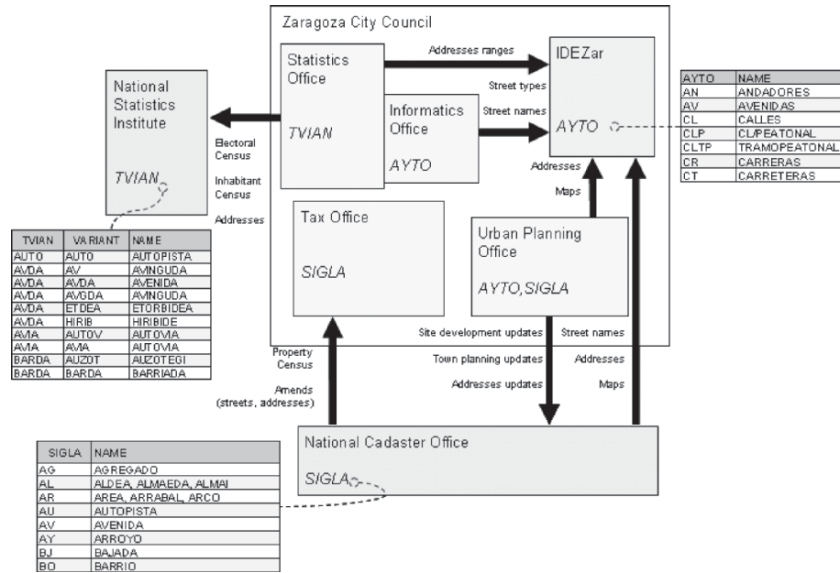 Zaragoza City Council
Statistics
Office
TVIAN
Informatics
Office
AYTO
IDEZar
AYTO
Addresses ranges
Street types
Street names
Addresses
Maps
National
Statistics
Institute
TVIAN
Electoral
Census
Inhabitant
Census
Addresses
AYTO NAME
AN ANDADORES
AV AVENIDAS
CL CALLES
CLP CL/PEATONAL
CLTP TRAMOPEATONAL
CR CARRERAS
CT CARRETERAS
Tax Office
SIGLA
Urban Planning
Office
AYTO,SIGLA
TVIAN VARIANT NAME
AUTO AUTO AUTOPISTA
AVDA AV AVINGUDA
AVDA AVDA AVENIDA
AVDA AVGDA AVINGUDA
AVDA ETDEA ETORBIDEA
AVDA HIRIB HIRIBIDE
AVIA AUTOV AUTOVIA
AVIA AVIA AUTOVIA
BARDA AUZOT AUZOTEGI
BARDA BARDA BARRIADA
Property
Census
Amends
(streets, addresses)
Site development updates
Town planning updates
Addresses updates
Street names
Addresses
Maps
National Cadaster Office
SIGLA
SIGLA NAME
AG AGREGADO
AL ALDEA, ALMAEDA, ALMAI
AR AREA, ARRABAL, ARCO
AU AUTOPISTA
AV AVENIDA
AY ARROYO
BJ BAJADA
BO BARRIO